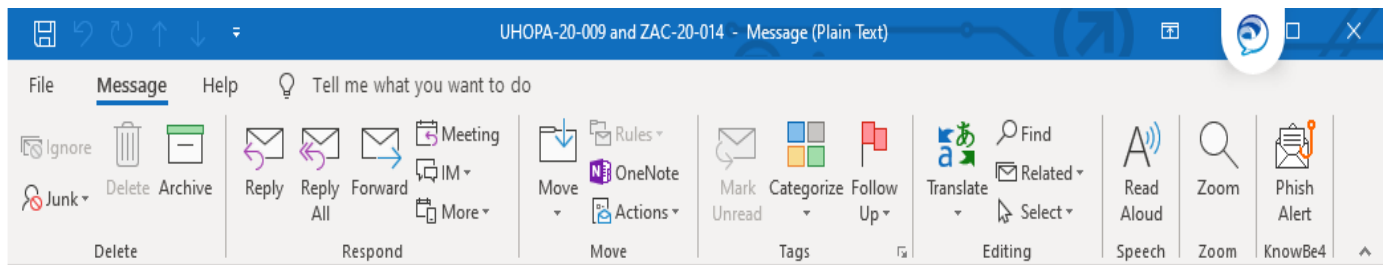 UHOPA-20-009 and ZAC-20-014 - Message (Plain Text)
File Message Help Tell me what you want to do
Ignore
Junk
Delete
Archive
Delete
Reply
Reply All
Forward
Meeting
IM
More
Respond
Move
Rules
OneNote
Actions
Move
Mark Unread
Categorize
Follow Up
Tags
Translate
Find
Related
Select
Editing
Read Aloud
Speech
Zoom
Zoom
Phish Alert
KnowBe4